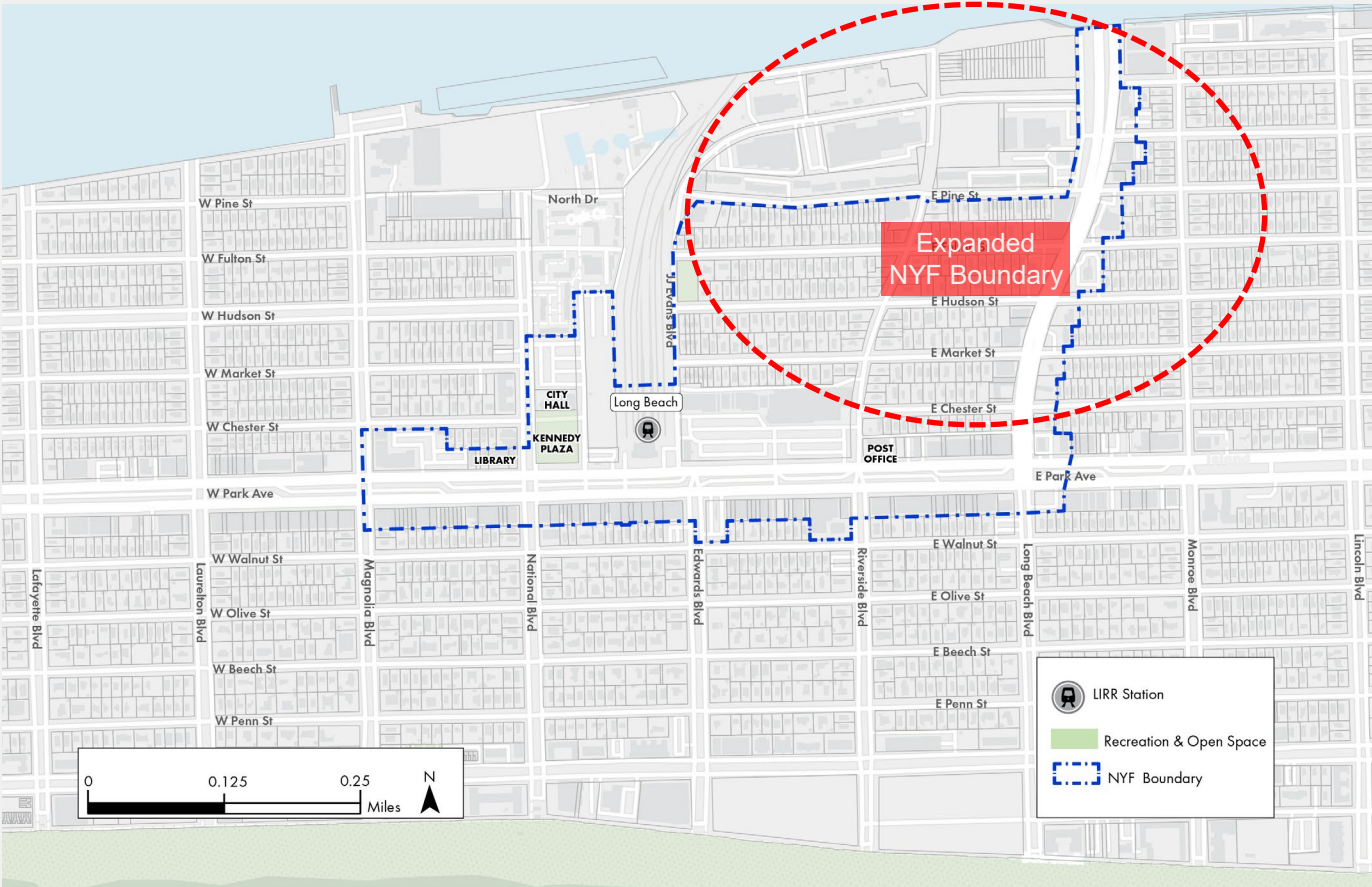 North Dr
W Pine St
E Pine St
Expanded
NYF Boundary
W Fulton St
W Hudson St
E Hudson St
W Market St
E Market St
W Chester St
E Chester St
CITY
HALL
KENNEDY
PLAZA
LIBRARY
Long Beach
POST
OFFICE
W Park Ave
E Park Ave
W Walnut St
E Walnut St
W Olive St
E Olive St
W Beech St
E Beech St
W Penn St
E Penn St
Lafayette Blvd
Laurelton Blvd
Magnolia Blvd
National Blvd
Edwards Blvd
Riverside Blvd
Long Beach Blvd
Monroe Blvd
Lincoln Blvd
LIRR Station
Recreation & Open Space
NYF Boundary
0 0.125 0.25
Miles
N